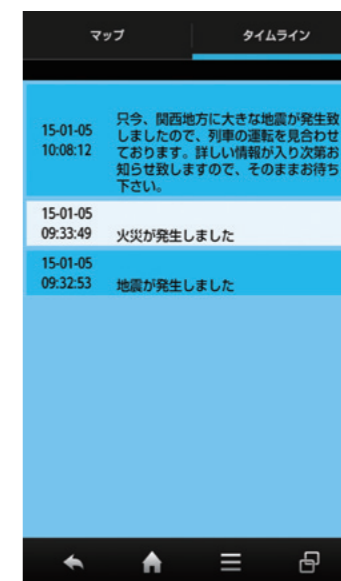 マップ
タイムライン
15-01-05
10:08:12
只今、関西地方に大きな地震が発生致
しましたので、列車の運転を見合わせ
ております。詳しい情報が入り次第お
知らせ致しますので、そのままお待ち
下さい。
15-01-05
09:33:49
火災が発生しました
15-01-05
09:32:53
地震が発生しました